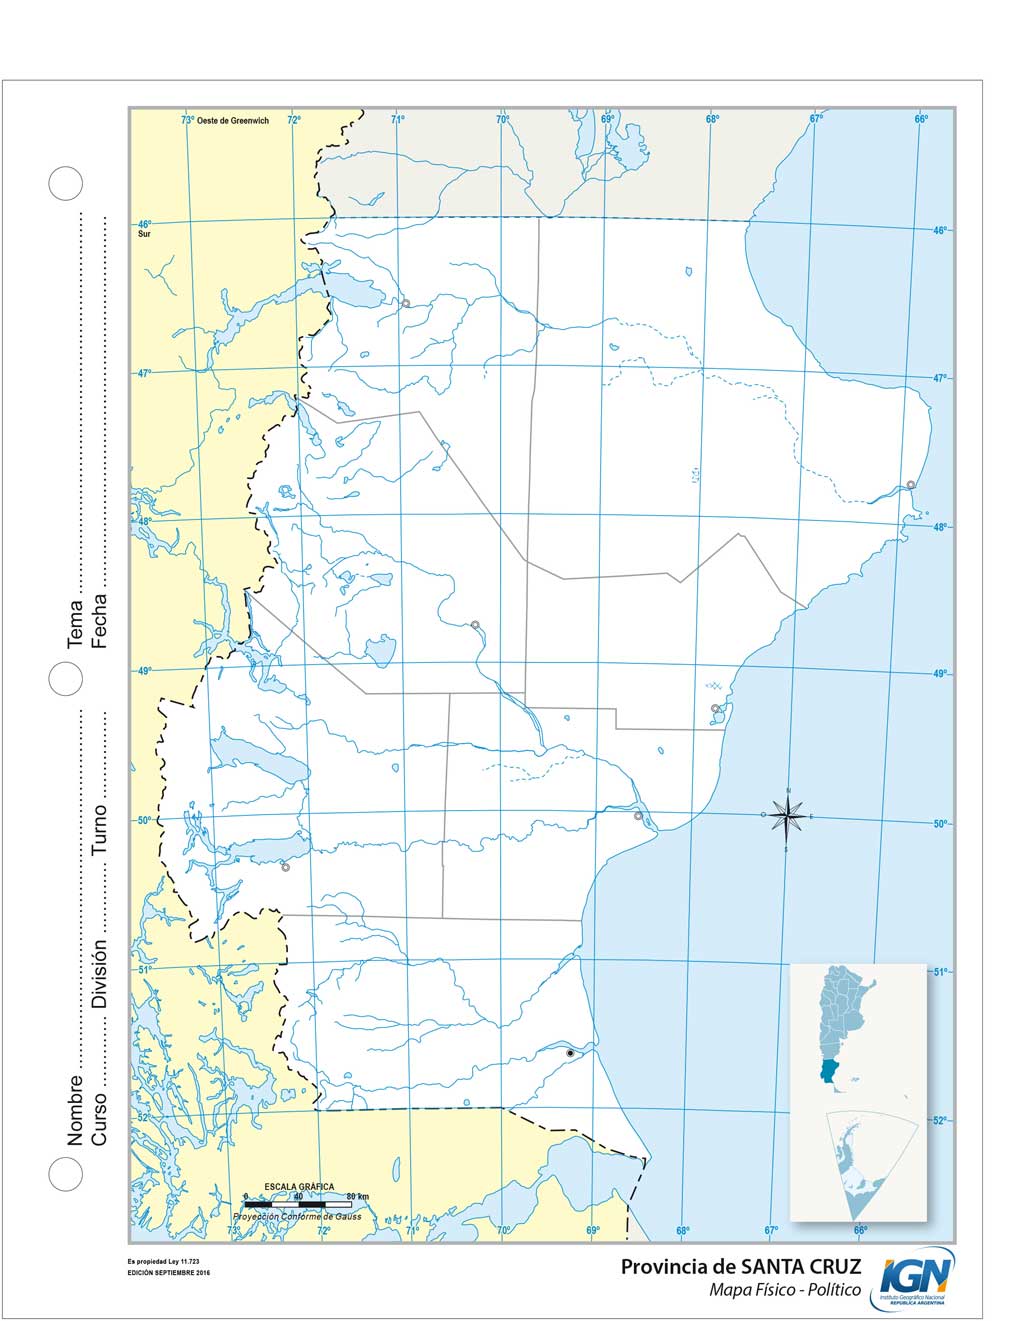 73° Oeste de Greenwich 72° 71° 70° 69° 68° 67° 66°
46° 46°
Sur
47° 47°
48° 48°
49° 49°
N
O E
S
50° 50°
51° 51°
52° 52°
ESCALA GRÁFICA
0 40 80 km
Proyección Conforme de Gauss
73° 72° 71° 70° 69° 68° 67° 66°
Tema
Fecha
Nombre
Curso División Turno
Es propiedad Ley 11.723
EDICIÓN SEPTIEMBRE 2016
Provincia de SANTA CRUZ
Mapa Físico - Político
IGN
Instituto Geográfico Nacional
REPÚBLICA ARGENTINA